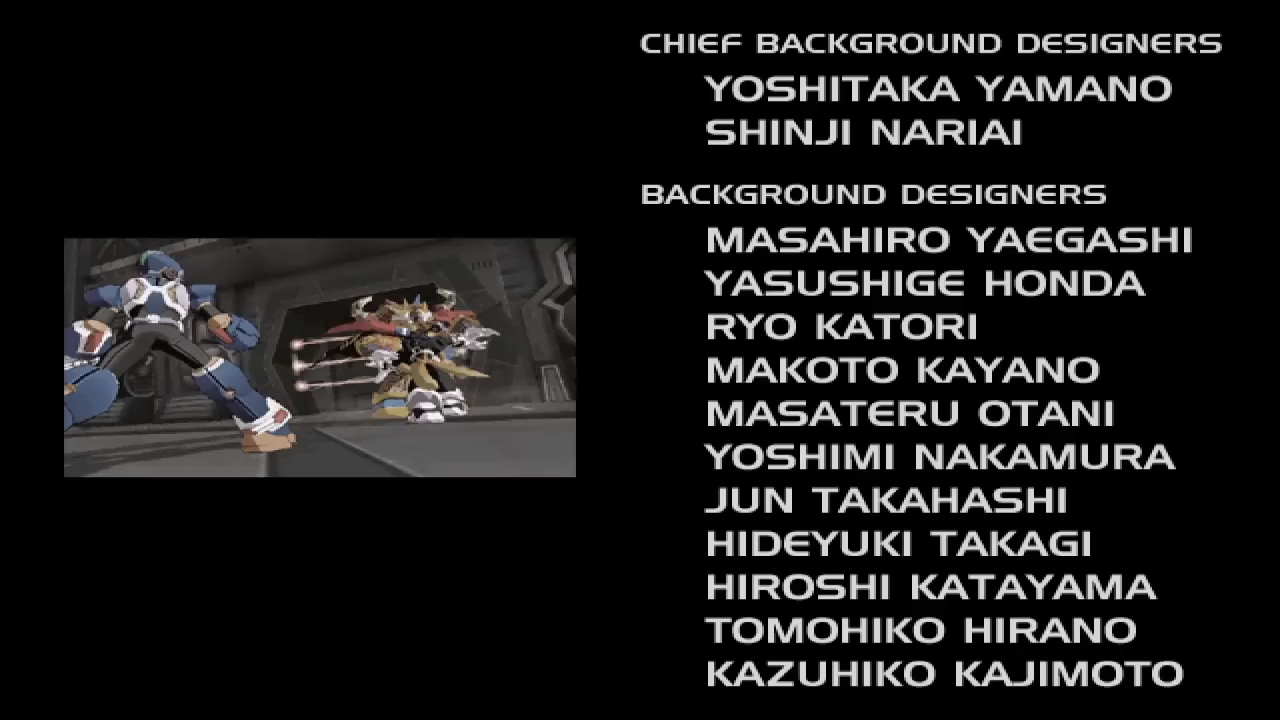 CHIEF BACKGROUND DESIGNERS
YOSHITAKA YAMANO
SHINJI NARIAI
BACKGROUND DESIGNERS
MASAHIRO YAEGASHI
YASUSHIGE HONDA
RYO KATORI
MAKOTO KAYANO
MASATERU OTANI
YOSHIMI NAKAMURA
JUN TAKAHASHI
HIDEYUKI TAKAGI
HIROSHI KATAYAMA
TOMOHIKO HIRANO
KAZUHIKO KAJIMOTO